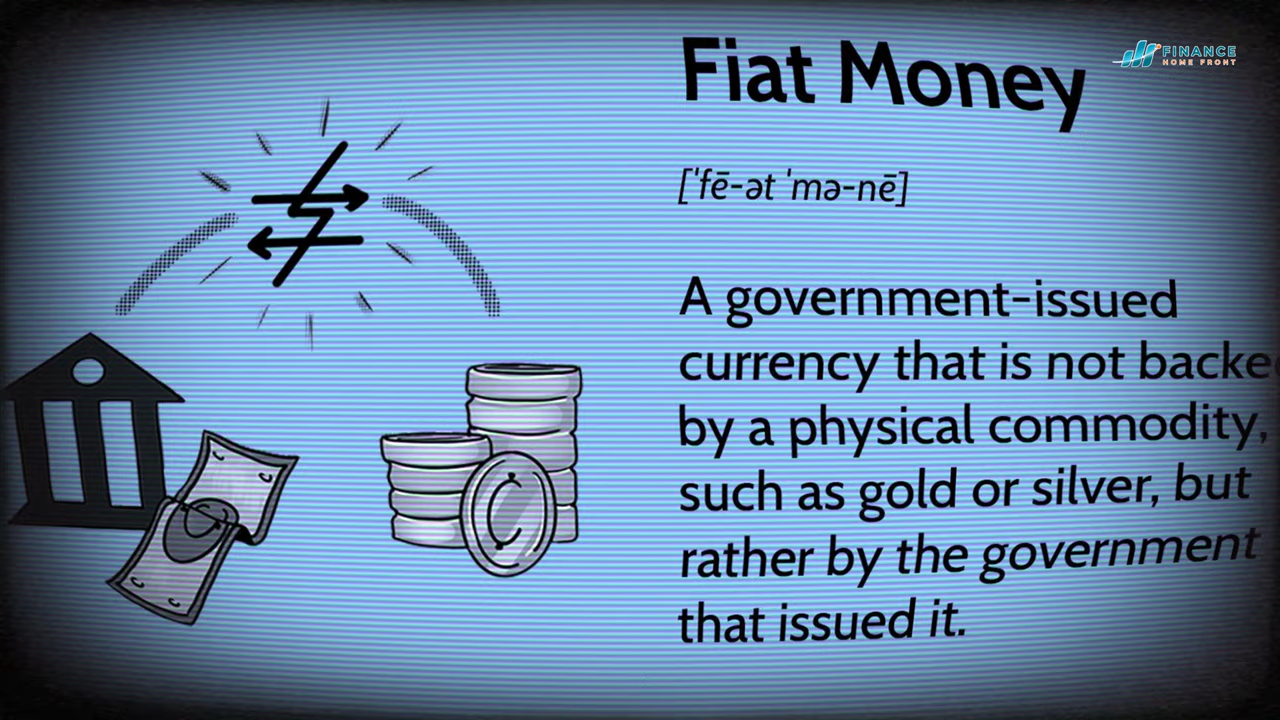 FINANCE
HOME FRONT
Fiat Money
[ˈfē-ət ˈmə-nē]
A government-issued
currency that is not backe
by a physical commodity,
such as gold or silver, but
rather by the government
that issued it.